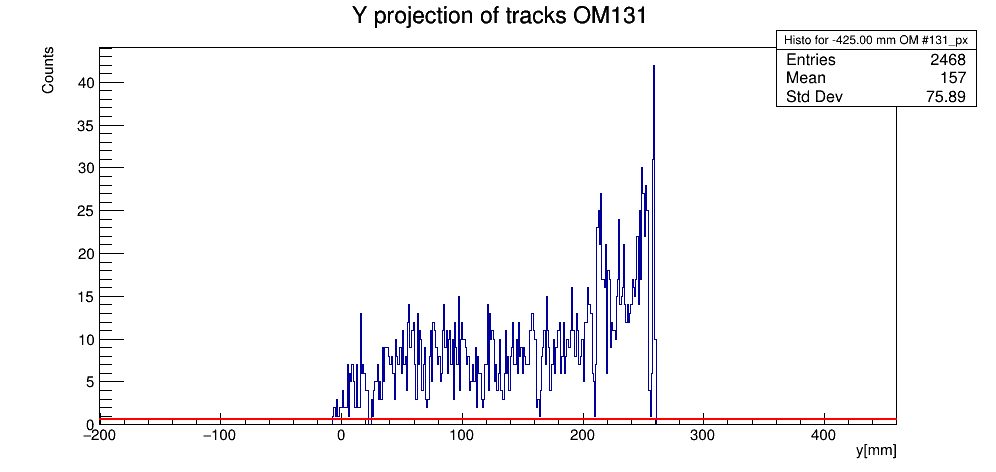 Y projection of tracks OM131
Histo for -425.00 mm OM #131_px
Entries 2468
Mean 157
Std Dev 75.89
Counts
40
35
30
25
20
15
10
5
0
−200 −100 0 100 200 300 400
y[mm]